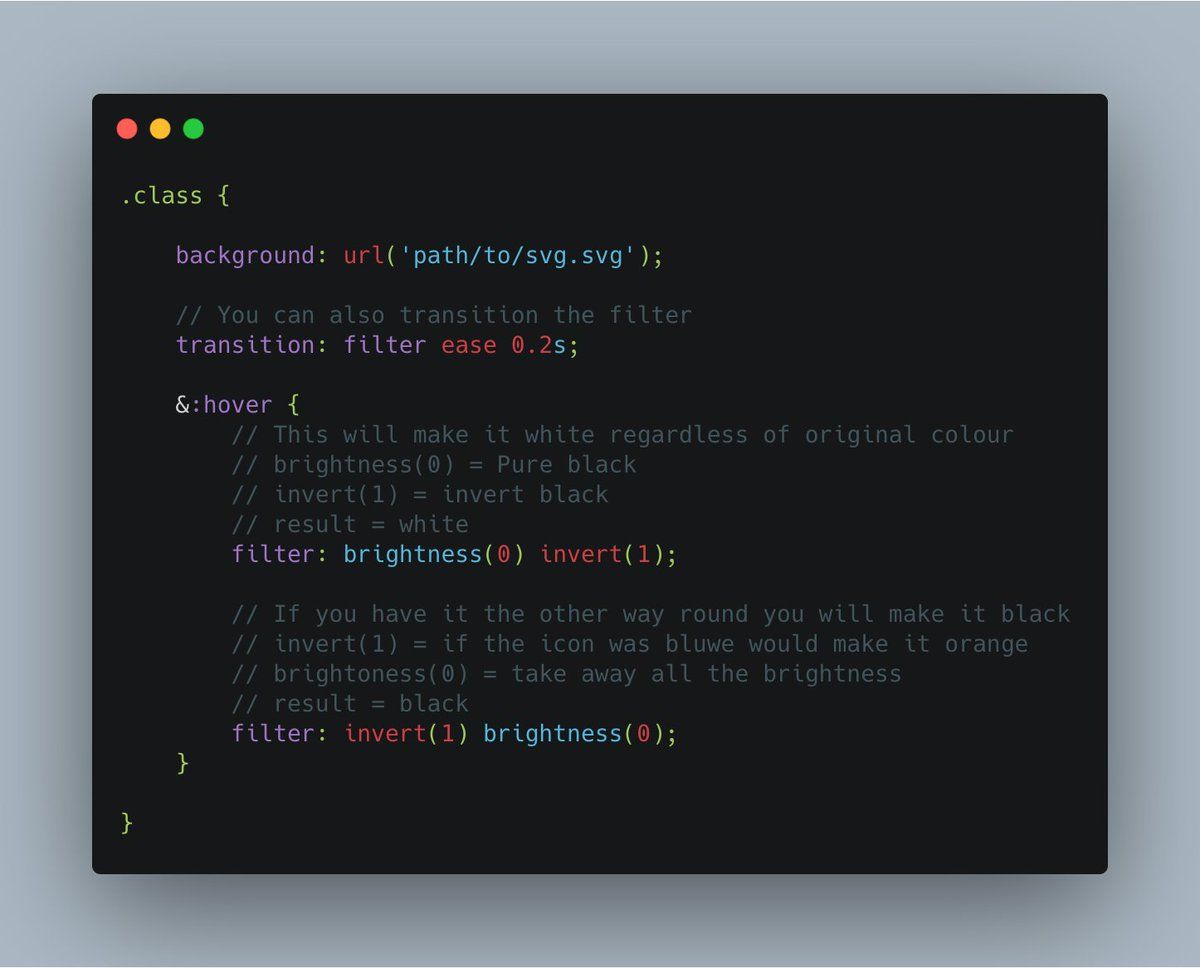 .class {
background: url('path/to/svg.svg');
// You can also transition the filter
transition: filter ease 0.2s;
&:hover {
// This will make it white regardless of original colour
// brightness(0) = Pure black
// invert(1) = invert black
// result = white
filter: brightness(0) invert(1);
// If you have it the other way round you will make it black
// invert(1) = if the icon was bluwe would make it orange
// brightoness(0) = take away all the brightness
// result = black
filter: invert(1) brightness(0);
}
}